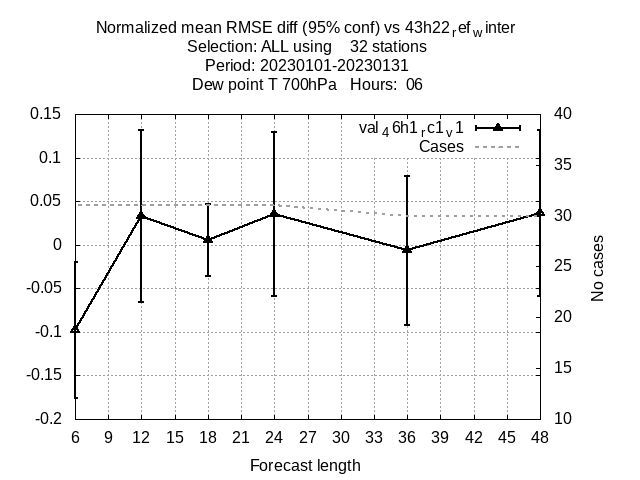 Normalized mean RMSE diff (95% conf) vs 43h22refwinter
Selection: ALL using 32 stations
Period: 20230101-20230131
Dew point T 700hPa Hours: 06
val46h1rc1v1
Cases
0.15
0.1
0.05
0
-0.05
-0.1
-0.15
-0.2
40
35
30
25
20
15
10
No cases
6 9 12 15 18 21 24 27 30 33 36 39 42 45 48
Forecast length